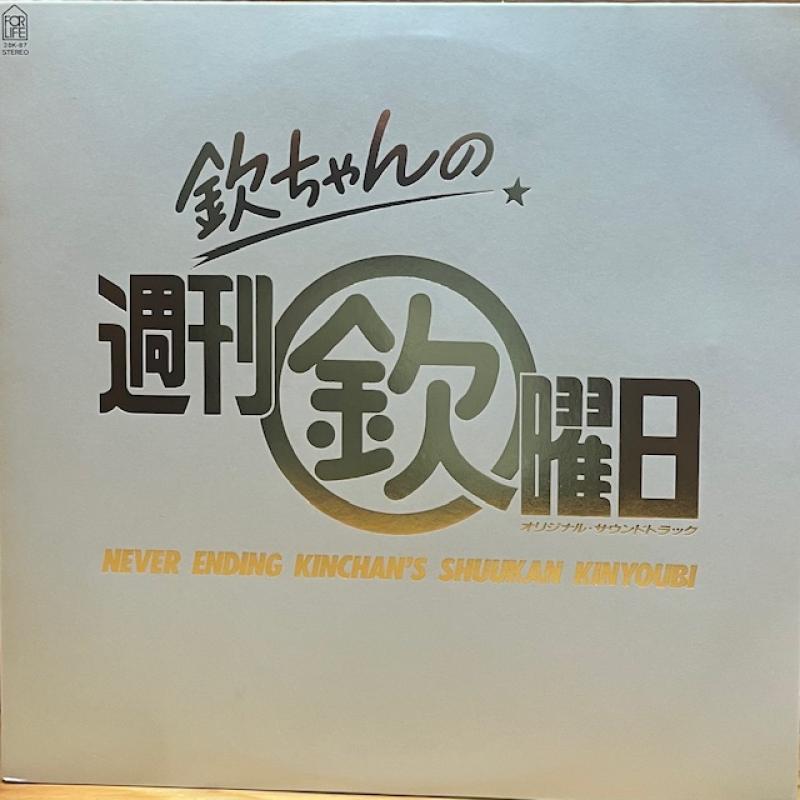 FOR
LIFE
28K-87
STEREO
欽ちゃんの
週刊欽曜日
オリジナル・サウンドトラック
NEVER ENDING KINCHAN'S SHUUKAN KINYOUBI